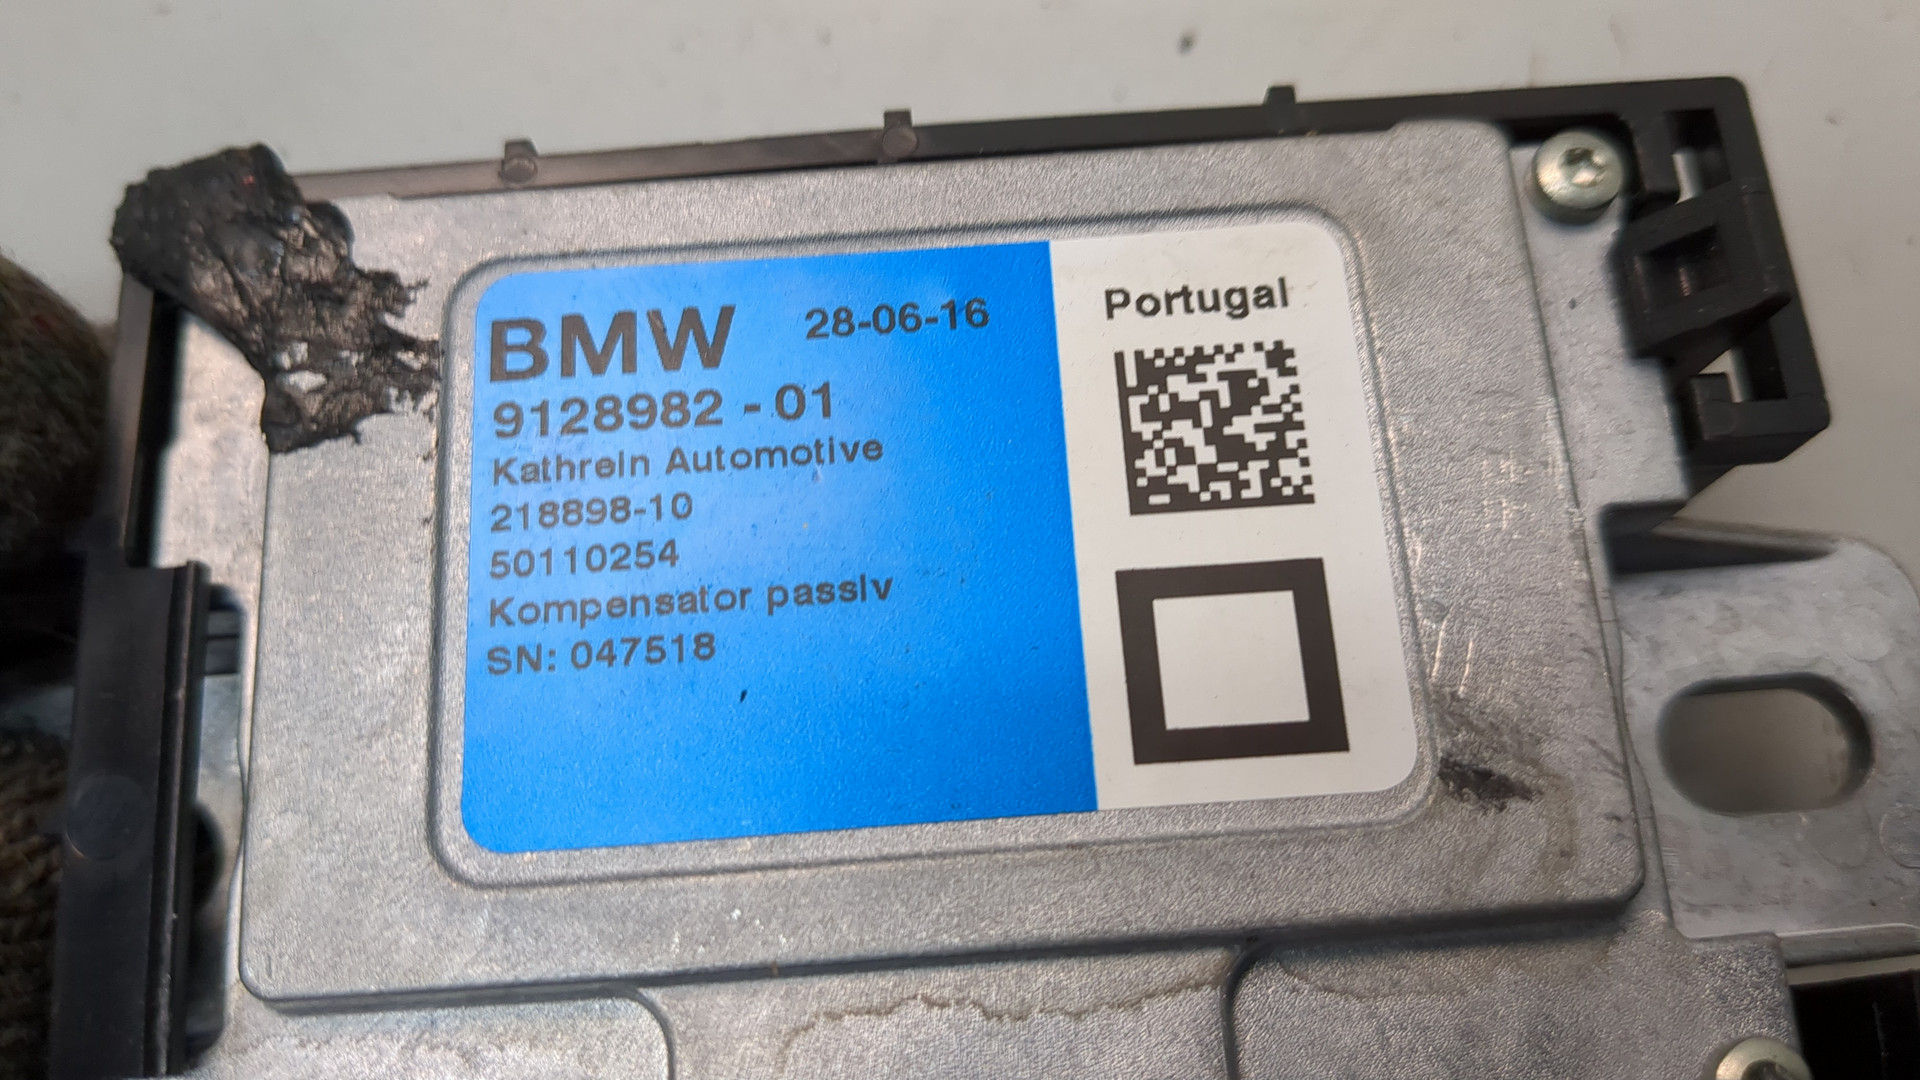 BMW 28-06-16
9128982 - 01
Kathrein Automotive
218898-10
50110254
Kompensator passiv
SN: 047518
Portugal